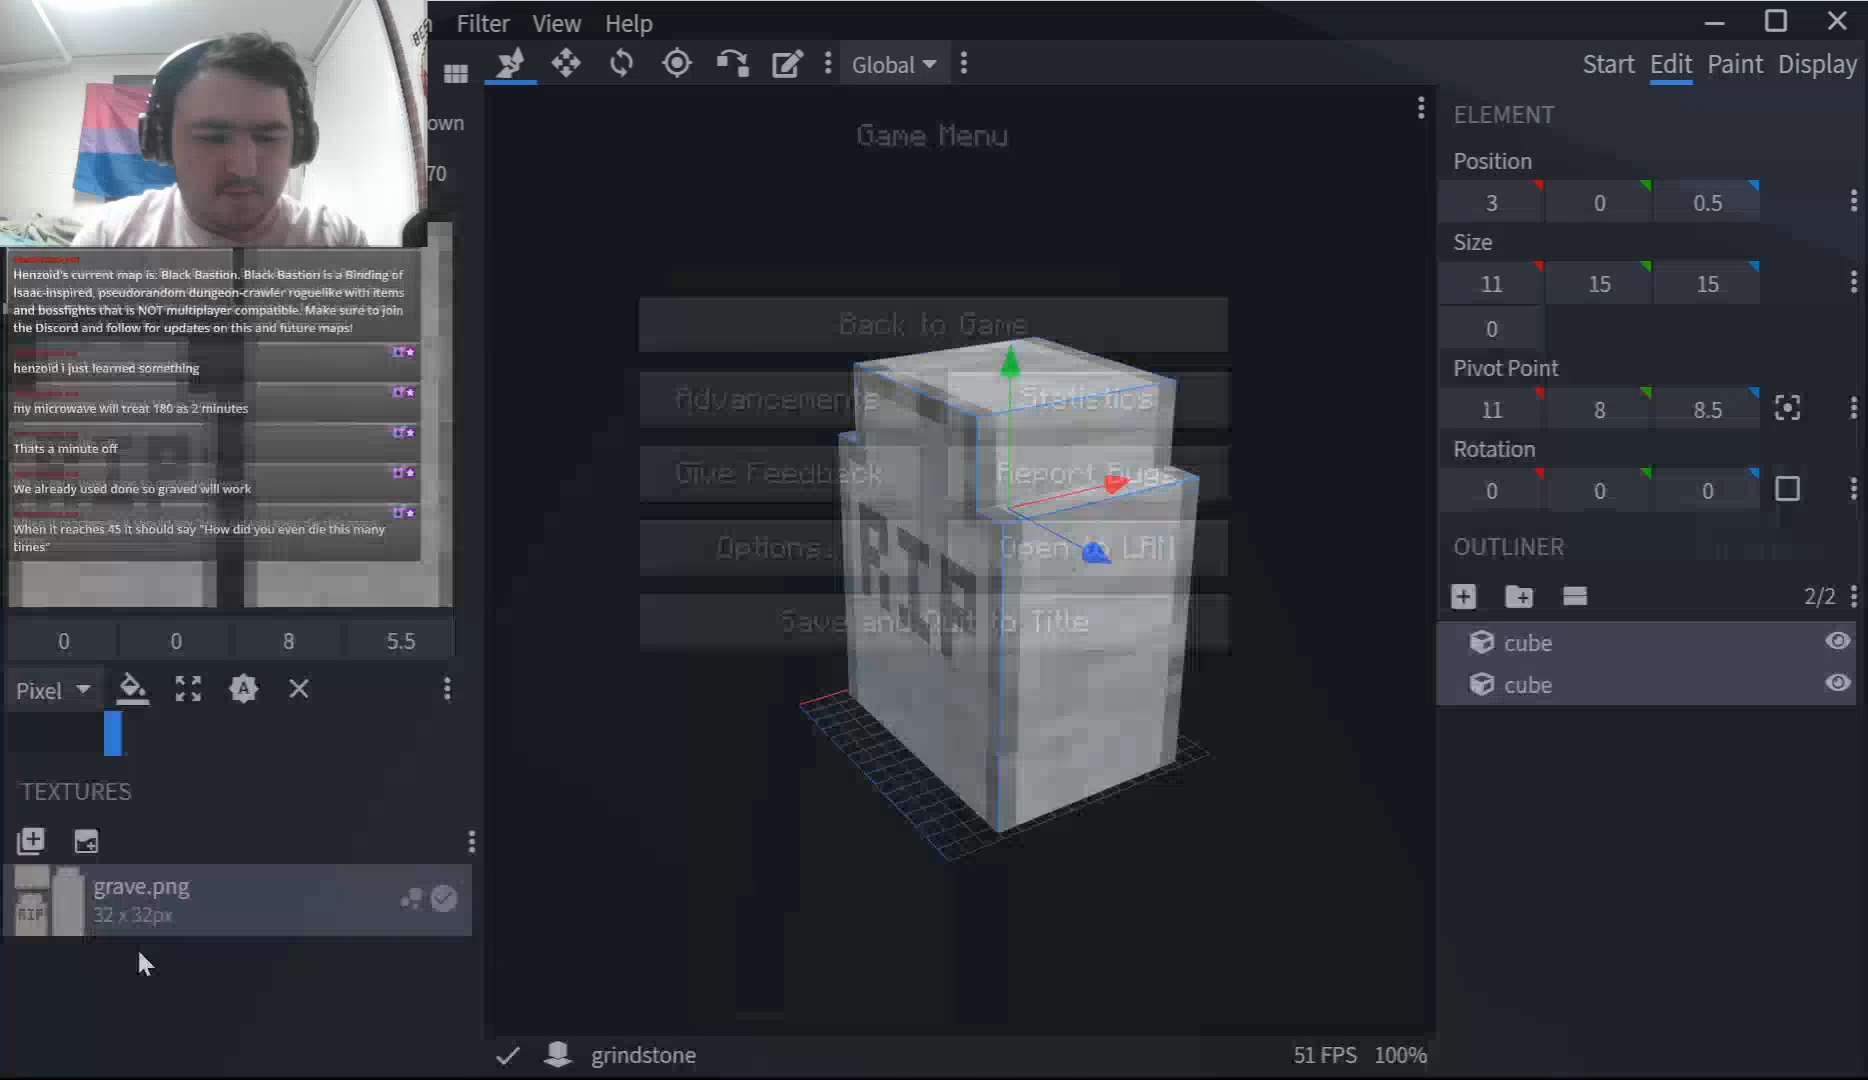 Filter View Help
Global
Start Edit Paint Display
own
70
Game Menu
Back to Game
Advancements
Statistics
Give Feedback
Report Bugs
Options...
Open to LAN
Save and Quit to Title
RIP
Henzoid's current map is: Black Bastion. Black Bastion is a Binding of
Isaac-inspired, pseudorandom dungeon-crawler roguelike with items
and bossfights that is NOT multiplayer compatible. Make sure to join
the Discord and follow for updates on this and future maps!
henzoid i just learned something
my microwave will treat 180 as 2 minutes
Thats a minute off
We already used done so graved will work
When it reaches 45 it should say "How did you even die this many
times"
0 0 8 5.5
Pixel
TEXTURES
grave.png
32 x 32px
RIP
ELEMENT
Position
3 0 0.5
Size
11 15 15
0
Pivot Point
11 8 8.5
Rotation
0 0 0
OUTLINER
2/2
cube
cube
grindstone
51 FPS 100%